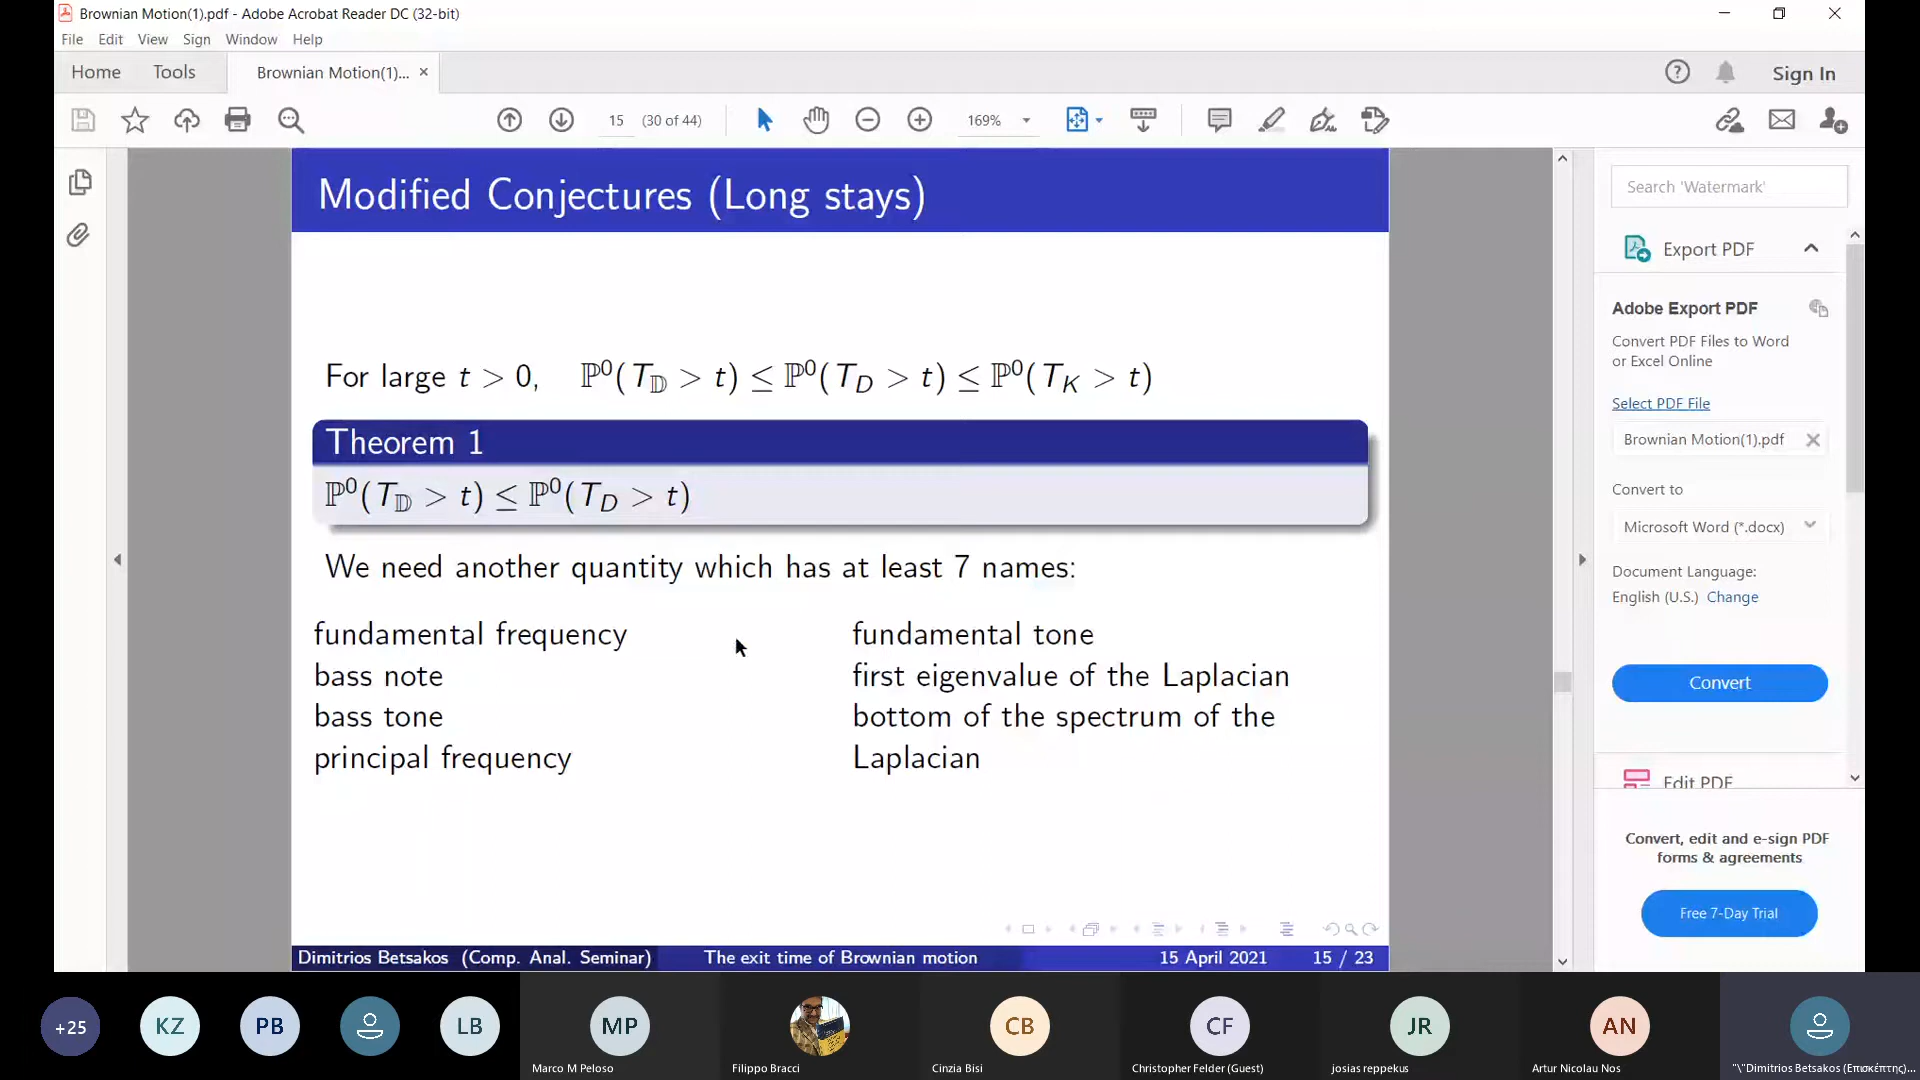 Brownian Motion(1).pdf - Adobe Acrobat Reader DC (32-bit)
File Edit View Sign Window Help
Home Tools Brownian Motion(1)... × Sign In
15 (30 of 44) 169%
Modified Conjectures (Long stays)
For large t > 0, ℙ⁰(T_𝔻 > t) ≤ ℙ⁰(T_D > t) ≤ ℙ⁰(T_K > t)
Theorem 1
ℙ⁰(T_𝔻 > t) ≤ ℙ⁰(T_D > t)
We need another quantity which has at least 7 names:
fundamental frequency
bass note
bass tone
principal frequency
fundamental tone
first eigenvalue of the Laplacian
bottom of the spectrum of the
Laplacian
Dimitrios Betsakos (Comp. Anal. Seminar) The exit time of Brownian motion 15 April 2021 15 / 23
Search 'Watermark'
Export PDF
Adobe Export PDF
Convert PDF Files to Word
or Excel Online
Select PDF File
Brownian Motion(1).pdf
Convert to
Microsoft Word (*.docx)
Document Language:
English (U.S.) Change
Convert
Edit PDF
Convert, edit and e-sign PDF
forms & agreements
Free 7-Day Trial
+25 KZ PB LB MP CB CF JR AN
Marco M Peloso Filippo Bracci Cinzia Bisi Christopher Felder (Guest) josias reppekus Artur Nicolau Nos "\"Dimitrios Betsakos (Επισκέπτης)...